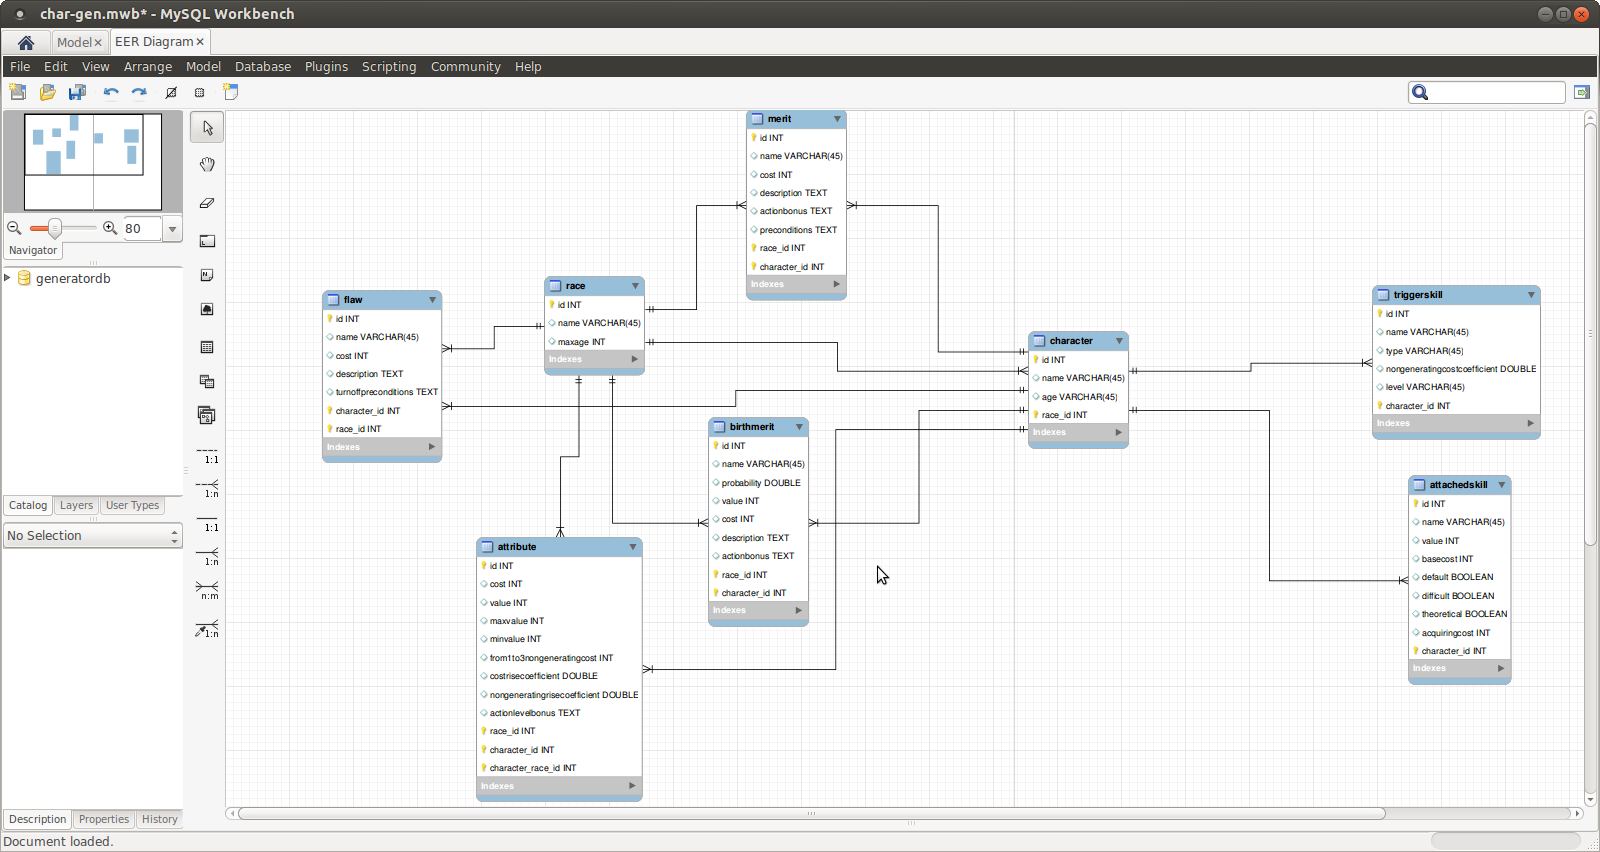 char-gen.mwb* - MySQL Workbench
Model
EER Diagram
File Edit View Arrange Model Database Plugins Scripting Community Help
80
Navigator
generatordb
Catalog Layers User Types
No Selection
Description Properties History
Document loaded.
1:1
1:n
1:1
1:n
n:m
1:n
merit
id INT
name VARCHAR(45)
cost INT
description TEXT
actionbonus TEXT
preconditions TEXT
race_id INT
character_id INT
Indexes
flaw
id INT
name VARCHAR(45)
cost INT
description TEXT
turnoffpreconditions TEXT
character_id INT
race_id INT
Indexes
race
id INT
name VARCHAR(45)
maxage INT
Indexes
character
id INT
name VARCHAR(45)
age VARCHAR(45)
race_id INT
Indexes
triggerskill
id INT
name VARCHAR(45)
type VARCHAR(45)
nongeneratingcostcoefficient DOUBLE
level VARCHAR(45)
character_id INT
Indexes
birthmerit
id INT
name VARCHAR(45)
probability DOUBLE
value INT
cost INT
description TEXT
actionbonus TEXT
race_id INT
character_id INT
Indexes
attachedskill
id INT
name VARCHAR(45)
value INT
basecost INT
default BOOLEAN
difficult BOOLEAN
theoretical BOOLEAN
acquiringcost INT
character_id INT
Indexes
attribute
id INT
cost INT
value INT
maxvalue INT
minvalue INT
from1to3nongeneratingcost INT
costrisecoefficient DOUBLE
nongeneratingrisecoefficient DOUBLE
actionlevelbonus TEXT
race_id INT
character_id INT
character_race_id INT
Indexes